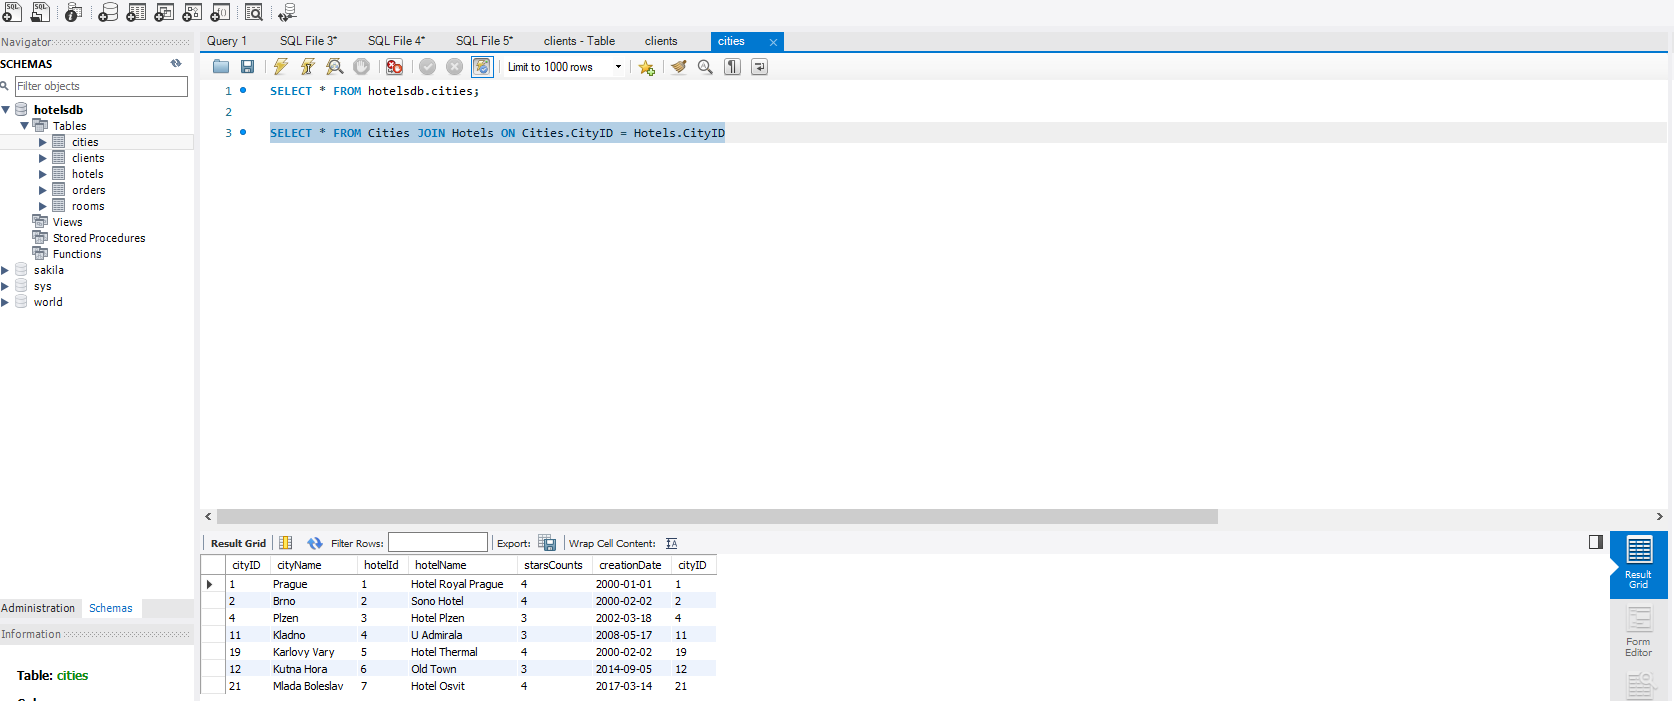 SQL SQL
Navigator
SCHEMAS
Filter objects
hotelsdb
Tables
cities
clients
hotels
orders
rooms
Views
Stored Procedures
Functions
sakila
sys
world
Administration Schemas
Information
Table: cities
Query 1 SQL File 3* SQL File 4* SQL File 5* clients - Table clients cities
Limit to 1000 rows
1 SELECT * FROM hotelsdb.cities;
2
3 SELECT * FROM Cities JOIN Hotels ON Cities.CityID = Hotels.CityID
Result Grid Filter Rows: Export: Wrap Cell Content:
cityID cityName hotelId hotelName starsCounts creationDate cityID
1 Prague 1 Hotel Royal Prague 4 2000-01-01 1
2 Brno 2 Sono Hotel 4 2000-02-02 2
4 Plzen 3 Hotel Plzen 3 2002-03-18 4
11 Kladno 4 U Admirala 3 2008-05-17 11
19 Karlovy Vary 5 Hotel Thermal 4 2000-02-02 19
12 Kutna Hora 6 Old Town 3 2014-09-05 12
21 Mlada Boleslav 7 Hotel Osvit 4 2017-03-14 21
Result
Grid
Form
Editor